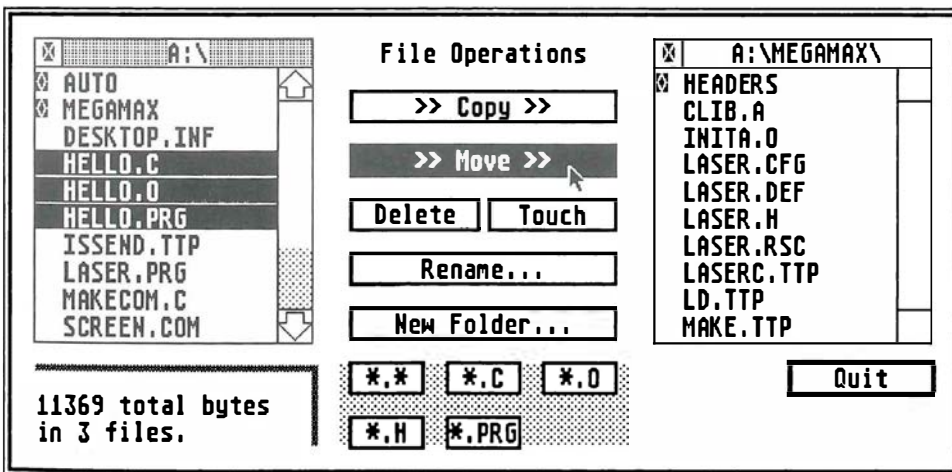 A:\
AUTO
MEGAMAX
DESKTOP.INF
HELLO.C
HELLO.O
HELLO.PRG
ISSEND.TTP
LASER.PRG
MAKECOM.C
SCREEN.COM
11369 total bytes
in 3 files.
File Operations
>> Copy >>
>> Move >>
Delete Touch
Rename...
New Folder...
*.* *.C *.O
*.H *.PRG
A:\MEGAMAX\
HEADERS
CLIB.A
INITA.O
LASER.CFG
LASER.DEF
LASER.H
LASER.RSC
LASERC.TTP
LD.TTP
MAKE.TTP
Quit